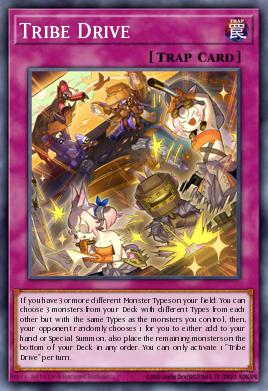 Tribe Drive
[Trap Card]
TRAP
罠
If you have 3 or more different Monster Types on your field: You can
choose 3 monsters from your Deck with different Types from each
other but with the same Types as the monsters you control, then,
your opponent randomly chooses 1 for you to either add to your
hand or Special Summon, also place the remaining monsters on the
bottom of your Deck in any order. You can only activate 1 "Tribe
Drive" per turn.